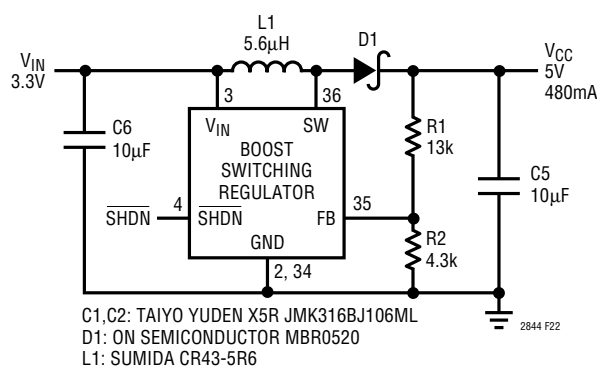 L1
5.6µH
D1
VIN
3.3V
VCC
5V
480mA
3
36
VIN
SW
BOOST
SWITCHING
REGULATOR
C6
10µF
R1
13k
C5
10µF
SHDN
4
SHDN
FB
35
GND
2, 34
R2
4.3k
C1,C2: TAIYO YUDEN X5R JMK316BJ106ML
D1: ON SEMICONDUCTOR MBR0520
L1: SUMIDA CR43-5R6
2844 F22